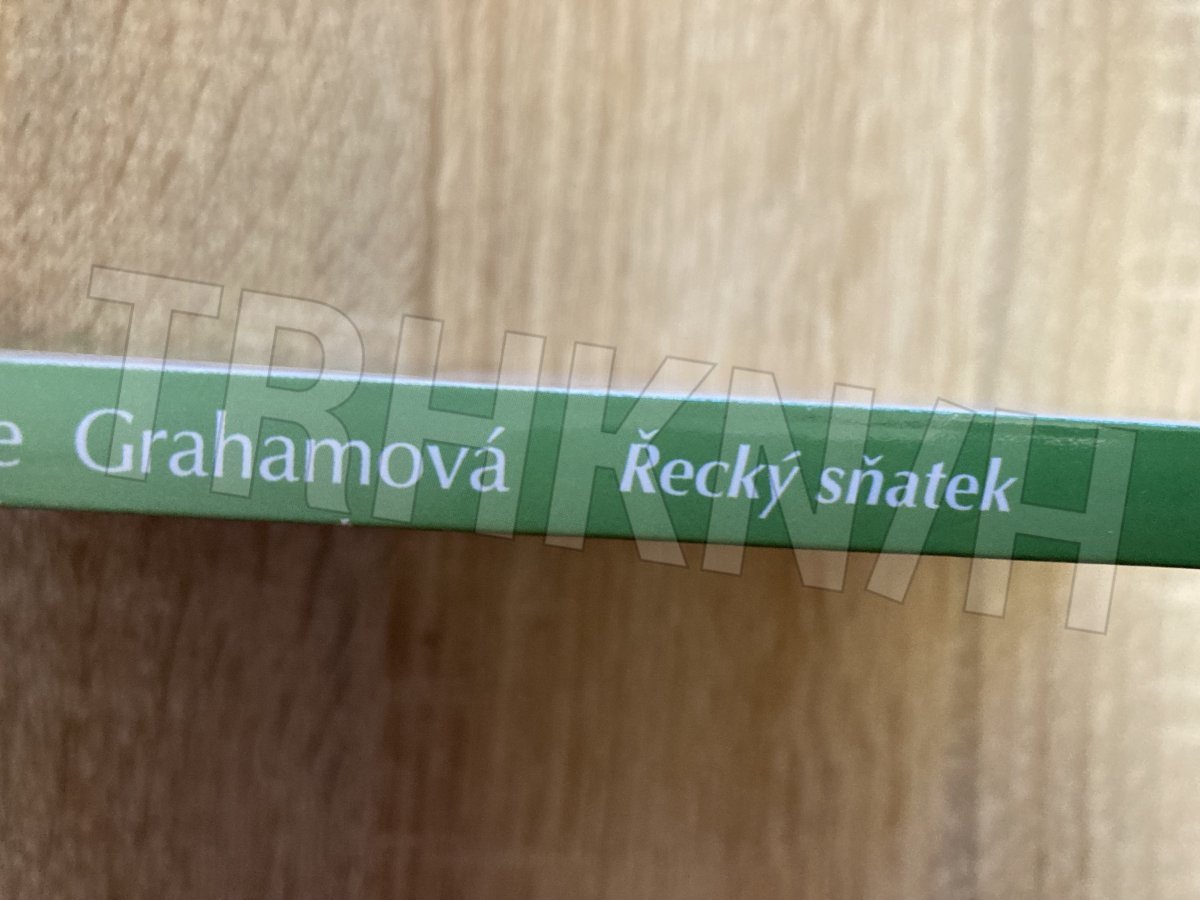 e Grahamová Řecký sňatek
TRHKNIH